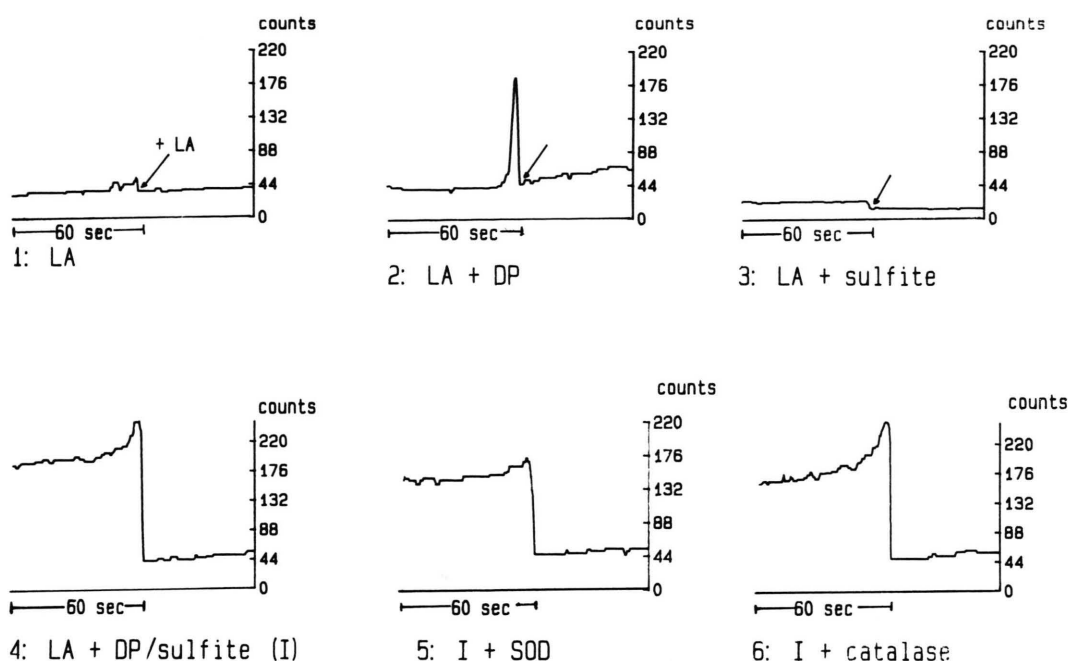 counts
220
176
132
88
44
0
+ LA
60 sec
1: LA
counts
220
176
132
88
44
0
60 sec
2: LA + DP
counts
220
176
132
88
44
0
60 sec
3: LA + sulfite
counts
220
176
132
88
44
0
60 sec
4: LA + DP/sulfite (I)
counts
220
176
132
88
44
0
60 sec
5: I + SOD
counts
220
176
132
88
44
0
60 sec
6: I + catalase